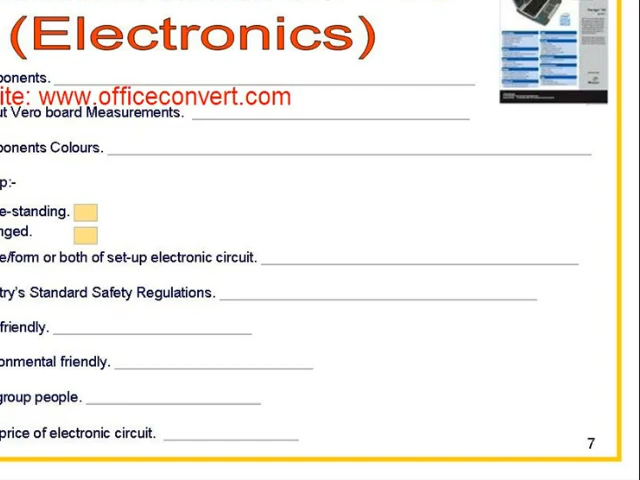 (Electronics)
ponents.
ite: www.officeconvert.com
ut Vero board Measurements.
ponents Colours.
p:-
e-standing.
nged.
e/form or both of set-up electronic circuit.
try's Standard Safety Regulations.
friendly.
onmental friendly.
group people.
price of electronic circuit.
7